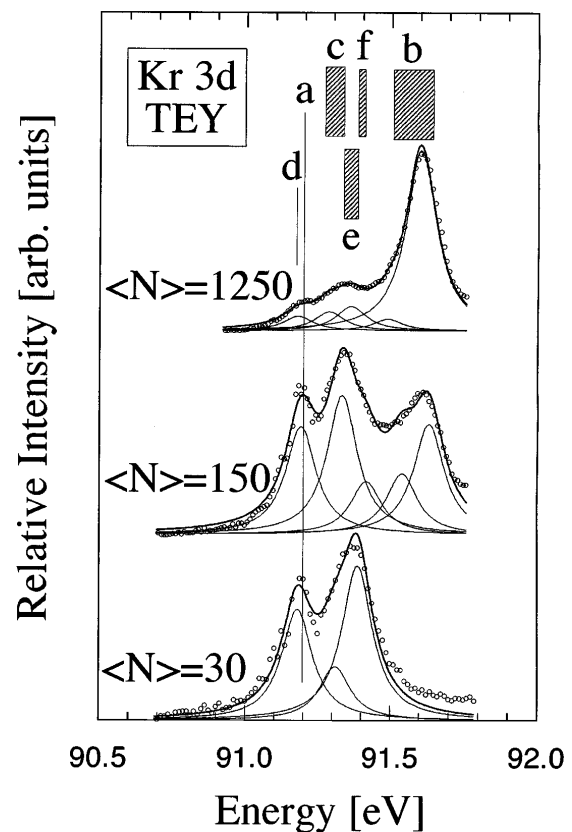 Kr 3d
TEY
c f b
a
d
e
<N>=1250
<N>=150
<N>=30
Relative Intensity [arb. units]
90.5 91.0 91.5 92.0
Energy [eV]